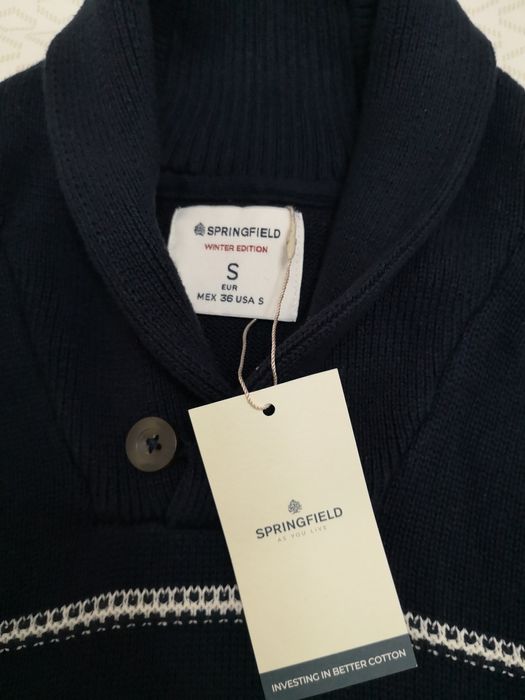 SPRINGFIELD
WINTER EDITION
S
EUR
MEX 36 USA S
SPRINGFIELD
AS YOU LIVE
INVESTING IN BETTER COTTON